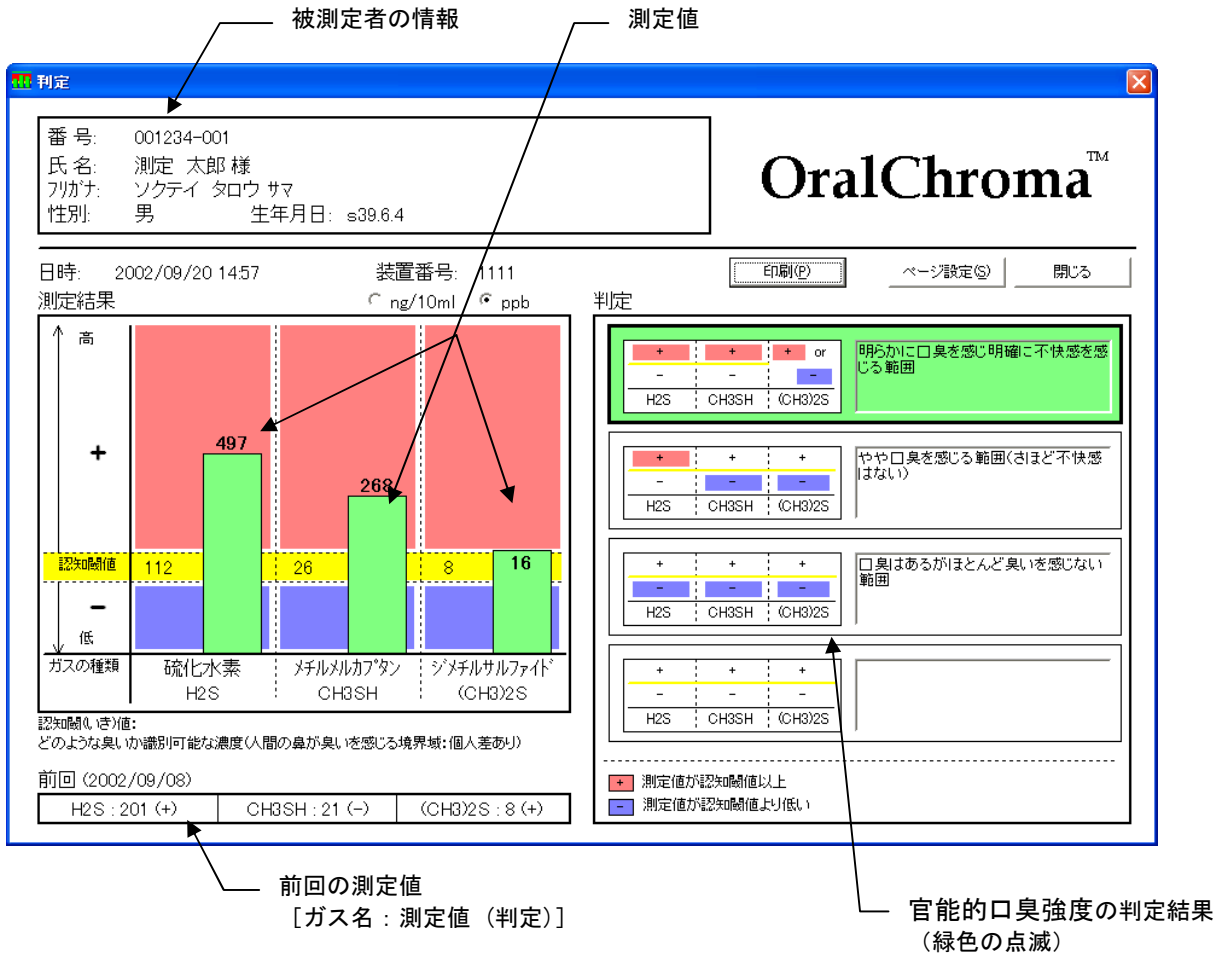 被測定者の情報
測定値
判定
番 号: 001234-001
氏 名: 測定 太郎 様
フリガナ: ソクテイ タロウ サマ
性別: 男 生年月日: s39.6.4
OralChroma™
日時: 2002/09/20 14:57 装置番号: 1111
印刷(P) ページ設定(S) 閉じる
測定結果 ng/10ml ppb
高
+
497
268
認知閾値 112 26 8 16
-
低
ガスの種類 硫化水素 メチルメルカプタン ジメチルサルファイド
H2S CH3SH (CH3)2S
認知閾(いき)値:
どのような臭いか識別可能な濃度(人間の鼻が臭いを感じる境界域:個人差あり)
前回 (2002/09/08)
H2S : 201 (+) CH3SH : 21 (-) (CH3)2S : 8 (+)
判定
+ + + or
- - -
H2S CH3SH (CH3)2S
明らかに口臭を感じ明確に不快感を感
じる範囲
+ + +
- - -
H2S CH3SH (CH3)2S
やや口臭を感じる範囲(さほど不快感
はない)
+ + +
- - -
H2S CH3SH (CH3)2S
口臭はあるがほとんど臭いを感じない
範囲
+ + +
- - -
H2S CH3SH (CH3)2S
+ 測定値が認知閾値以上
- 測定値が認知閾値より低い
前回の測定値
[ガス名:測定値(判定)]
官能的口臭強度の判定結果
(緑色の点滅)